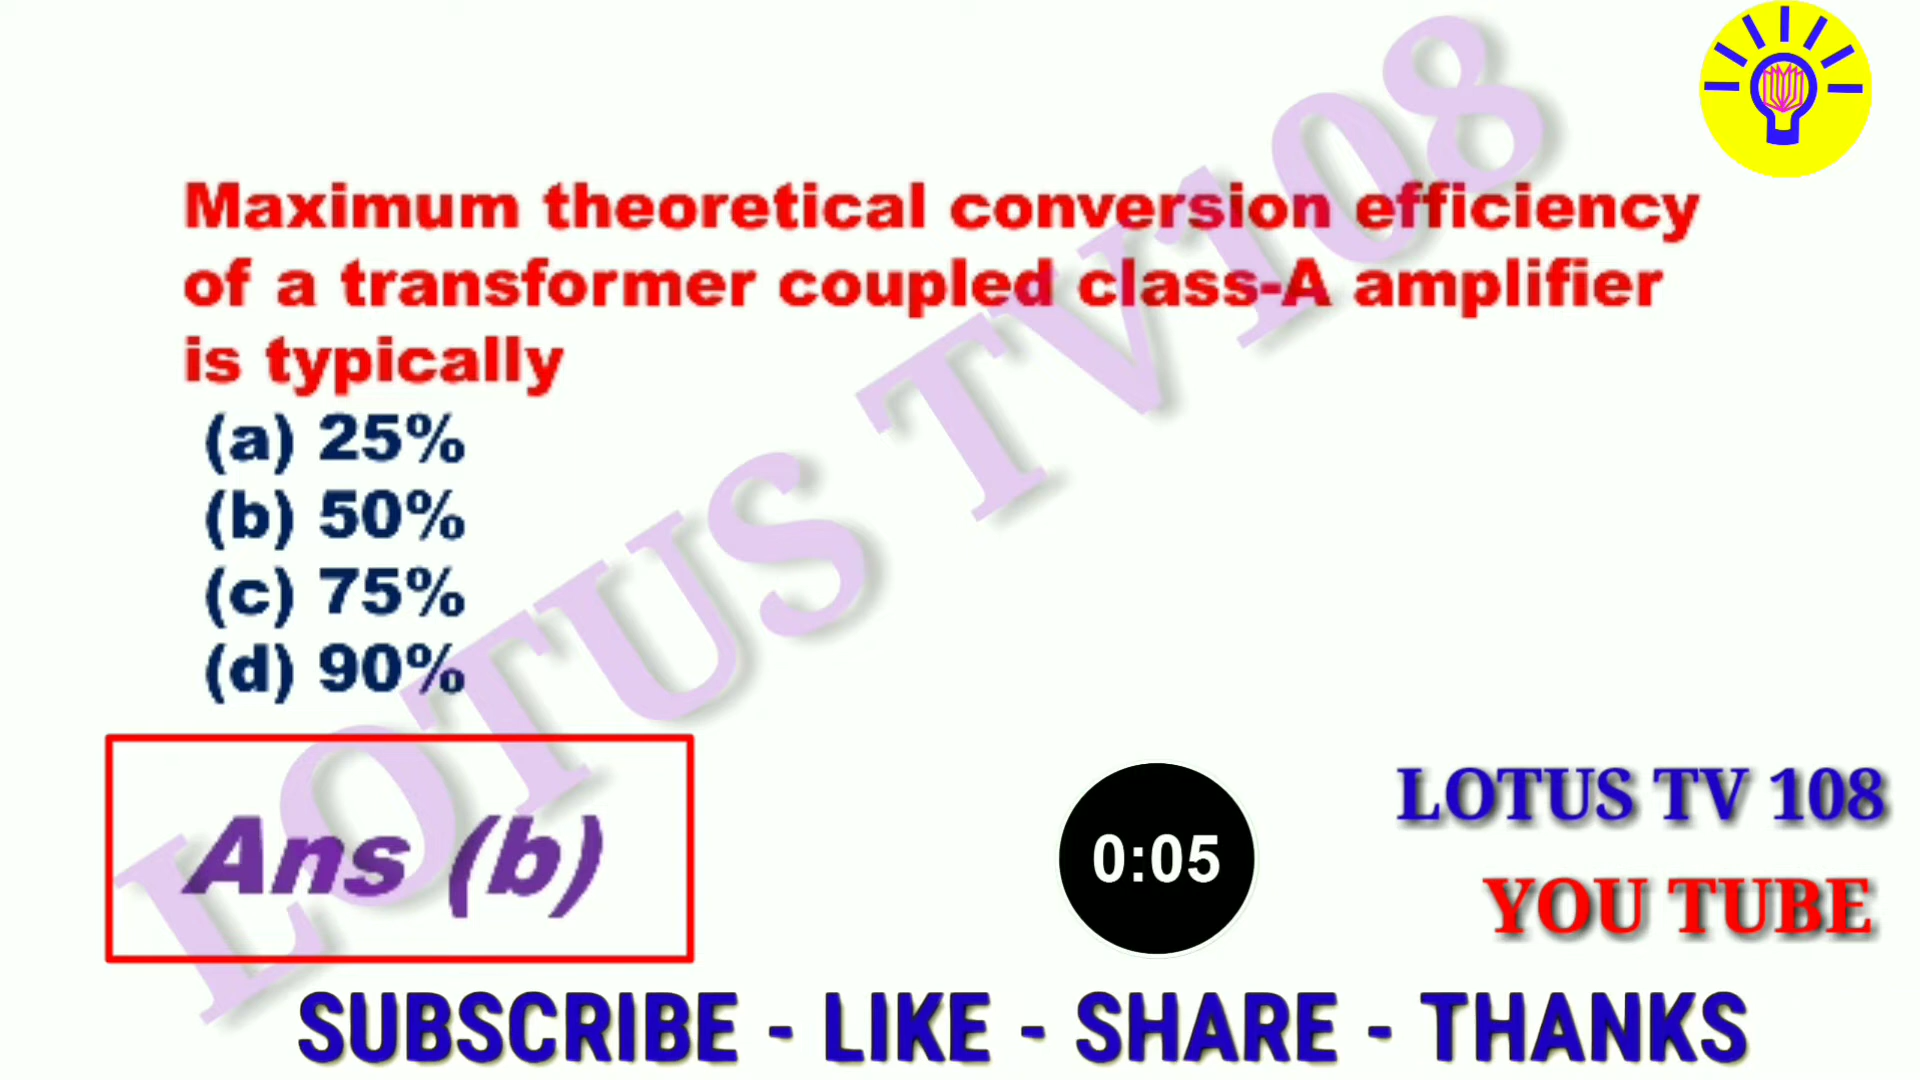 Maximum theoretical conversion efficiency
of a transformer coupled class-A amplifier
is typically
(a) 25%
(b) 50%
(c) 75%
(d) 90%
Ans (b)
0:05
LOTUS TV 108
YOU TUBE
SUBSCRIBE - LIKE - SHARE - THANKS
LOTUS TV108